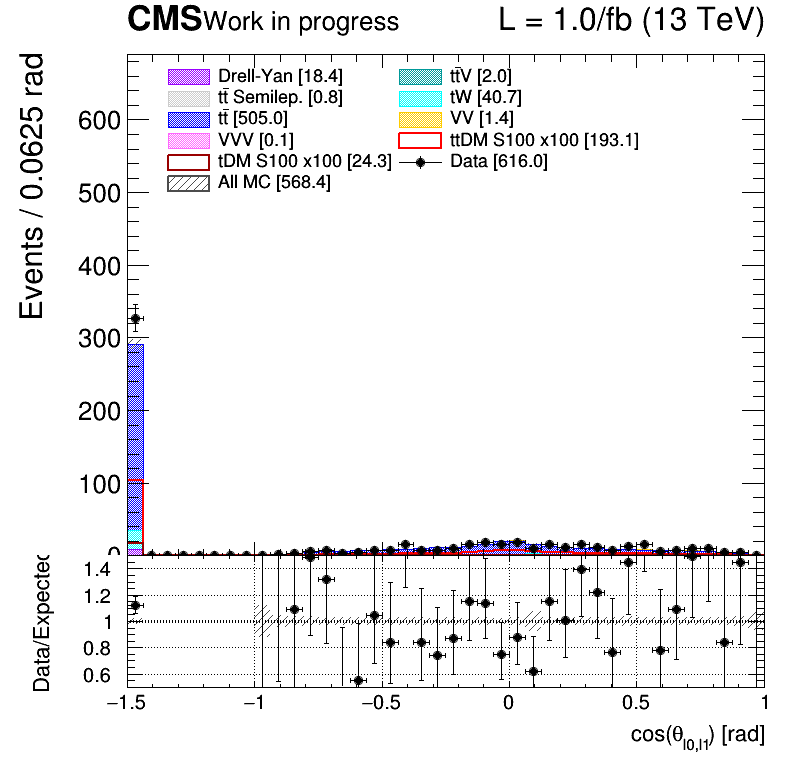 CMS Work in progress L = 1.0/fb (13 TeV)
Events / 0.0625 rad
Drell-Yan [18.4] tt̄V [2.0]
tt̄ Semilep. [0.8] tW [40.7]
tt̄ [505.0] VV [1.4]
VVV [0.1] ttDM S100 x100 [193.1]
tDM S100 x100 [24.3] Data [616.0]
All MC [568.4]
600
500
400
300
200
100
0
Data/Expected
1.4
1.2
1
0.8
0.6
−1.5 −1 −0.5 0 0.5 1
cos(θl0,l1) [rad]